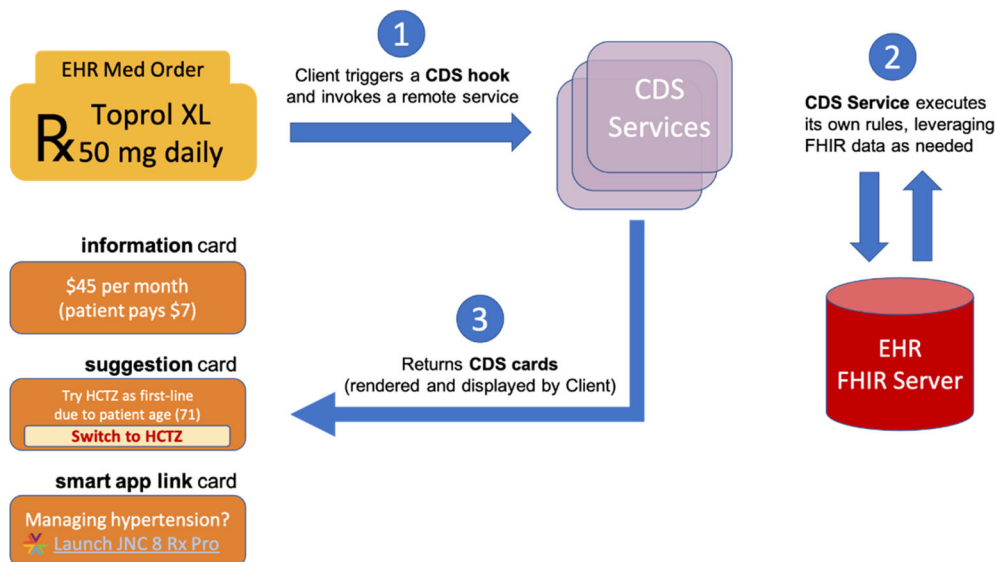 EHR Med Order
Rx Toprol XL
50 mg daily
1
Client triggers a CDS hook
and invokes a remote service
CDS
Services
2
CDS Service executes
its own rules, leveraging
FHIR data as needed
EHR
FHIR Server
3
Returns CDS cards
(rendered and displayed by Client)
information card
$45 per month
(patient pays $7)
suggestion card
Try HCTZ as first-line
due to patient age (71)
Switch to HCTZ
smart app link card
Managing hypertension?
Launch JNC 8 Rx Pro